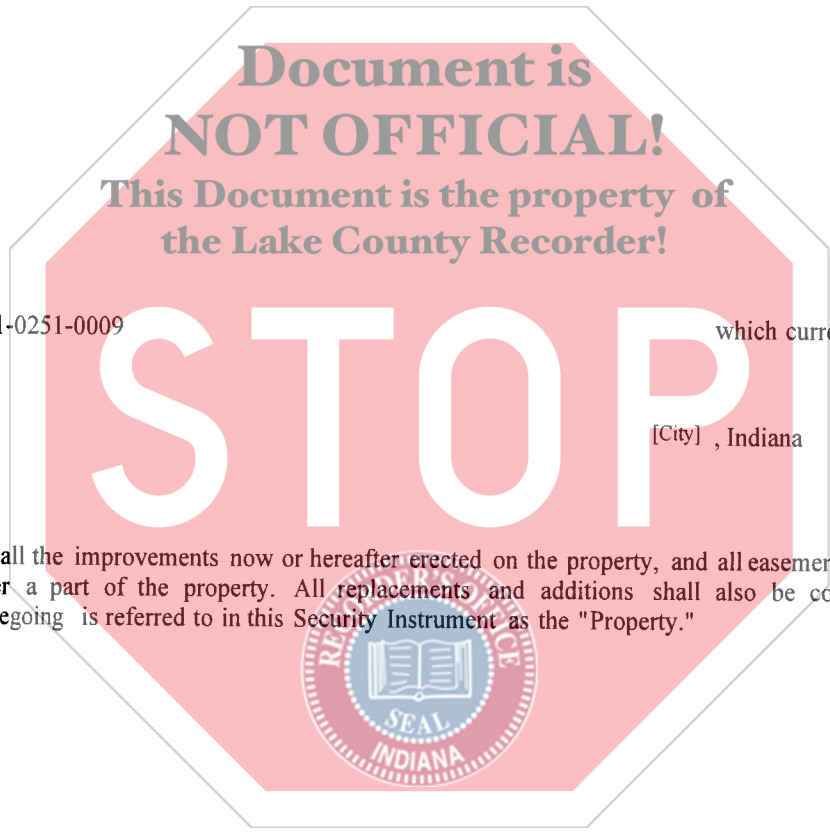 Document is
NOT OFFICIAL!
This Document is the property of
the Lake County Recorder!
-0251-0009
which curre
STOP
[City] , Indiana
all the improvements now or hereafter erected on the property, and all easemen
r a part of the property. All replacements and additions shall also be co
egoing is referred to in this Security Instrument as the "Property."
RECORDER'S OFFICE
SEAL
INDIANA